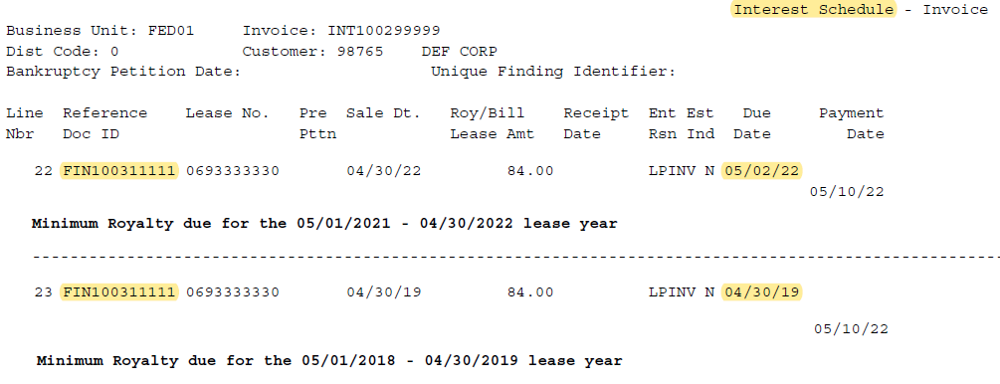 Interest Schedule - Invoice
Business Unit: FED01 Invoice: INT100299999
Dist Code: 0 Customer: 98765 DEF CORP
Bankruptcy Petition Date: Unique Finding Identifier:
Line Reference Lease No. Pre Sale Dt. Roy/Bill Receipt Ent Est Due Payment
Nbr Doc ID Pttn Lease Amt Date Rsn Ind Date Date
22 FIN100311111 0693333330 04/30/22 84.00 LPINV N 05/02/22
05/10/22
Minimum Royalty due for the 05/01/2021 - 04/30/2022 lease year
23 FIN100311111 0693333330 04/30/19 84.00 LPINV N 04/30/19
05/10/22
Minimum Royalty due for the 05/01/2018 - 04/30/2019 lease year